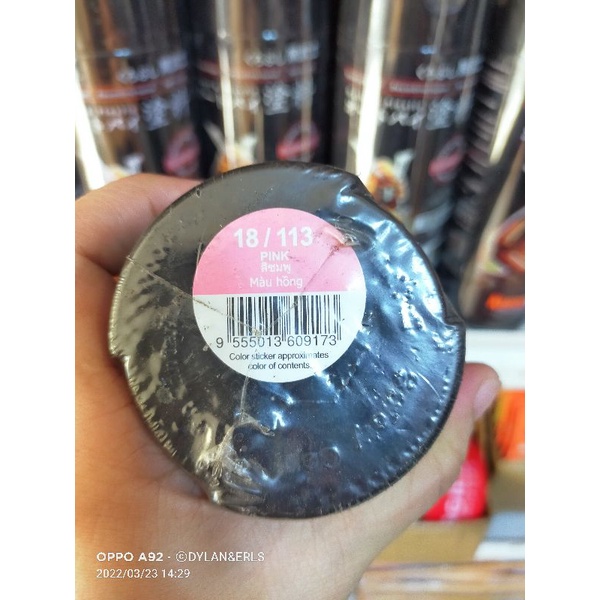 18 / 113
PINK
สีชมพู
Màu hồng
9 555013 609173
Color sticker approximates
color of contents.
OPPO A92 · ©DYLAN&ERLS
2022/03/23 14:29